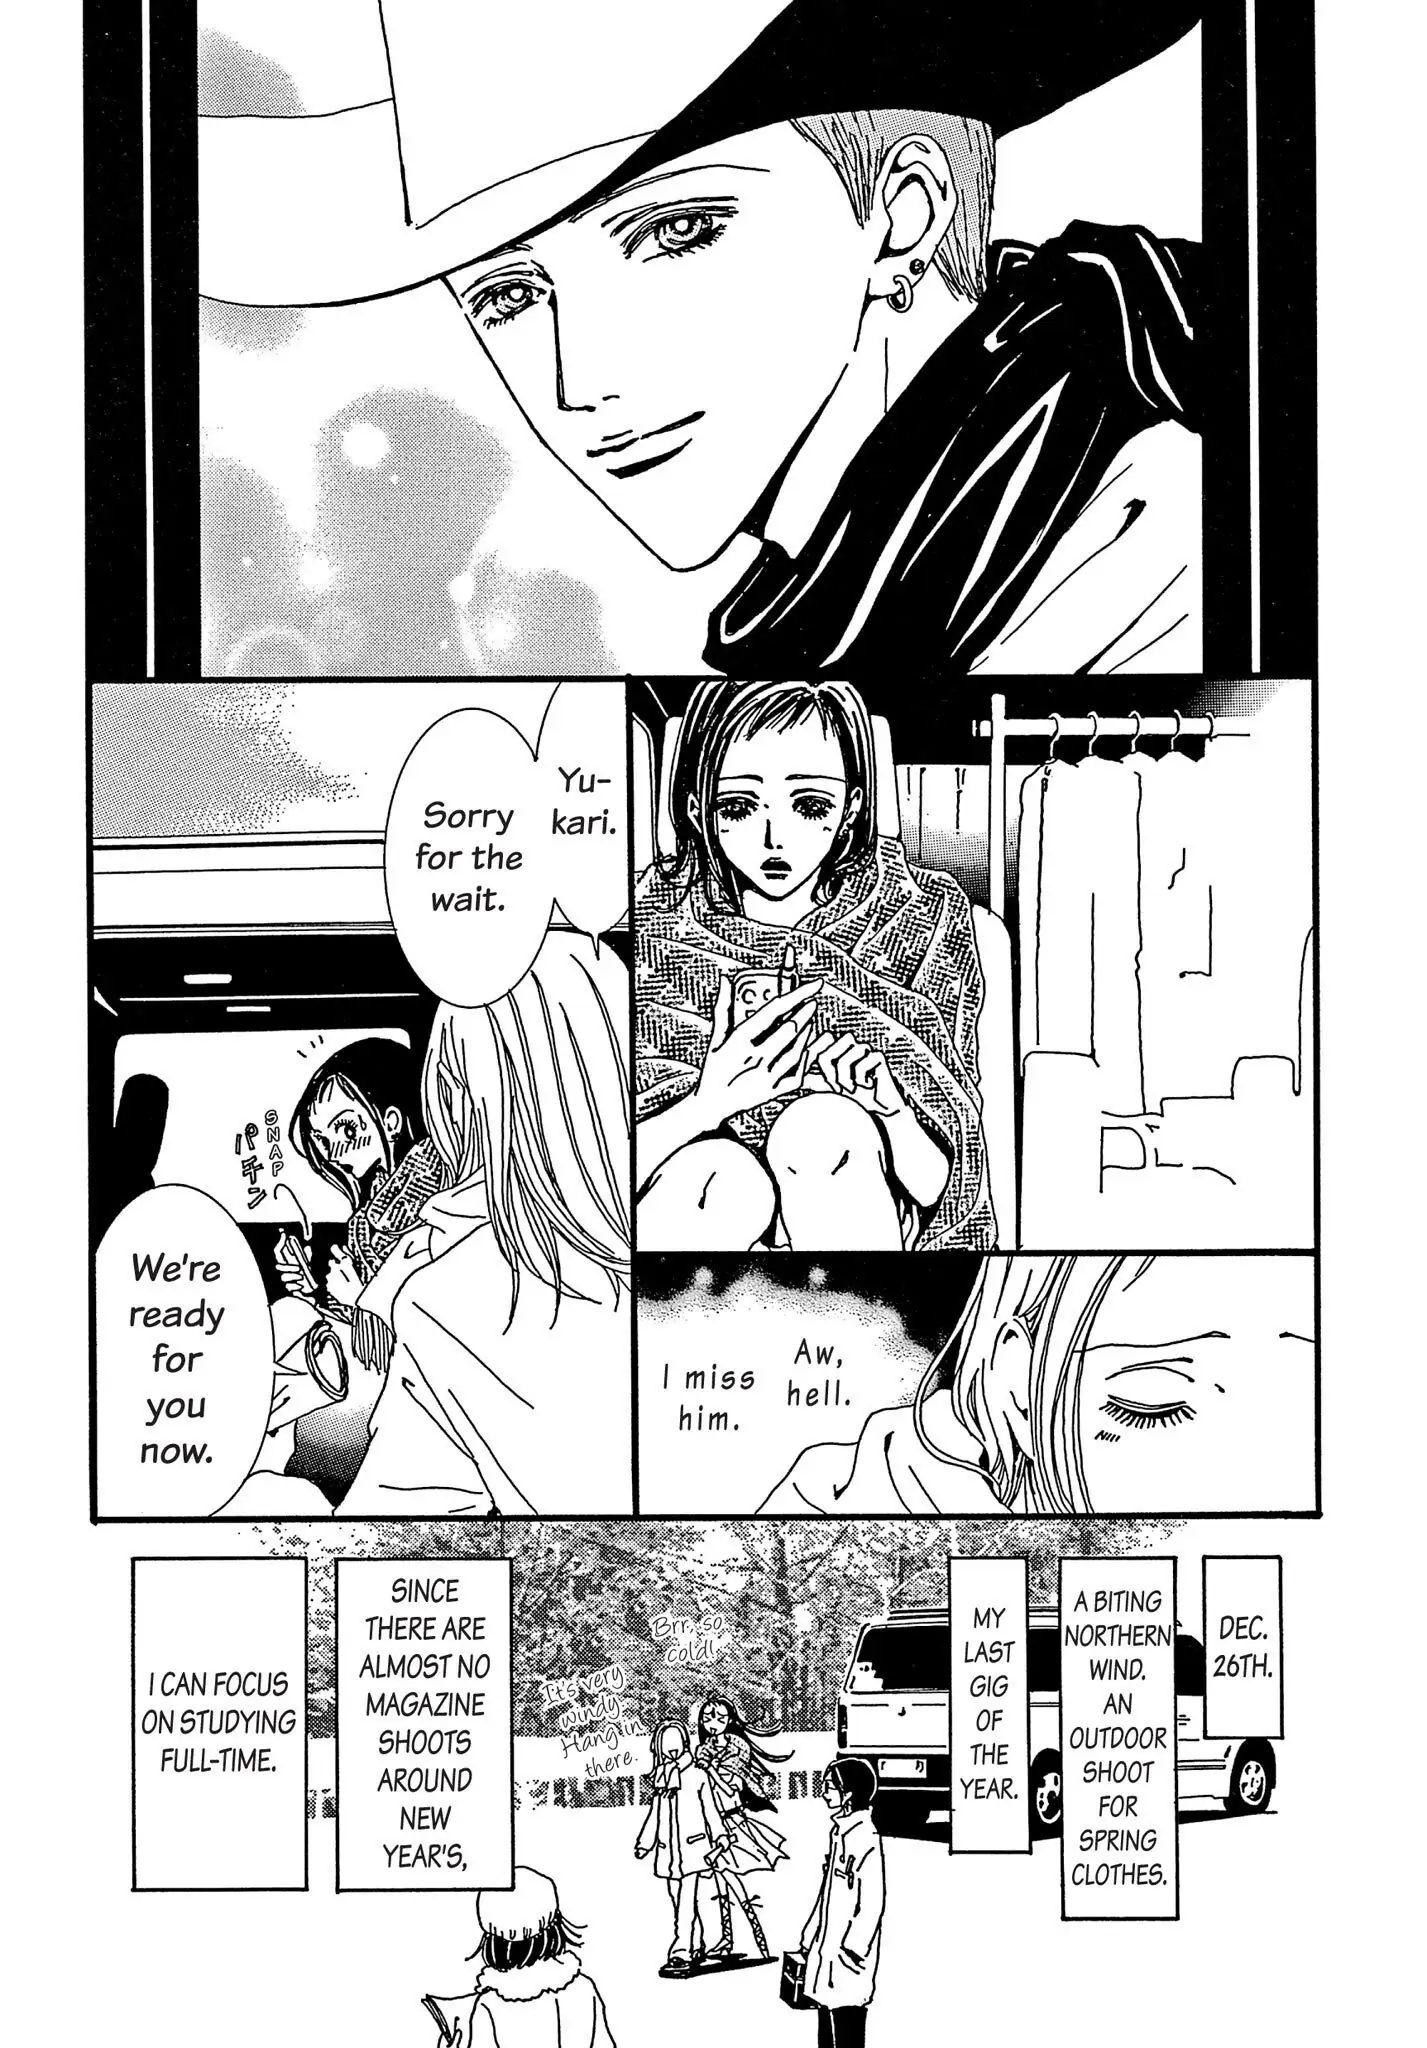 Yu-
kari.
Sorry
for the
wait.
SNAP
パチン
We're
ready
for
you
now.
Aw,
hell.
I miss
him.
DEC.
26TH.
A BITING
NORTHERN
WIND.
AN
OUTDOOR
SHOOT
FOR
SPRING
CLOTHES.
MY
LAST
GIG
OF
THE
YEAR.
Brr, so
cold!
It's very
windy.
Hang in
there.
SINCE
THERE ARE
ALMOST NO
MAGAZINE
SHOOTS
AROUND
NEW
YEAR'S,
I CAN FOCUS
ON STUDYING
FULL-TIME.